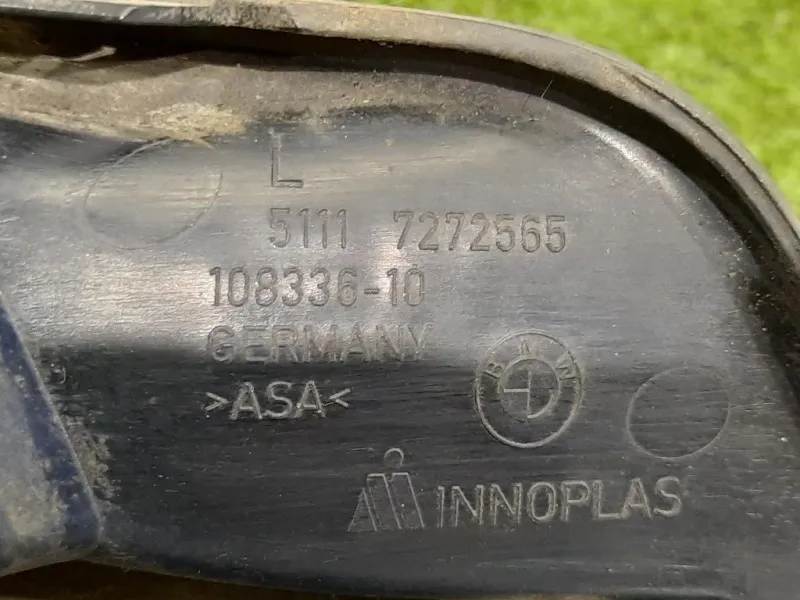 L
5111 7272565
108336-10
GERMANY
>ASA<
BMW
INNOPLAS